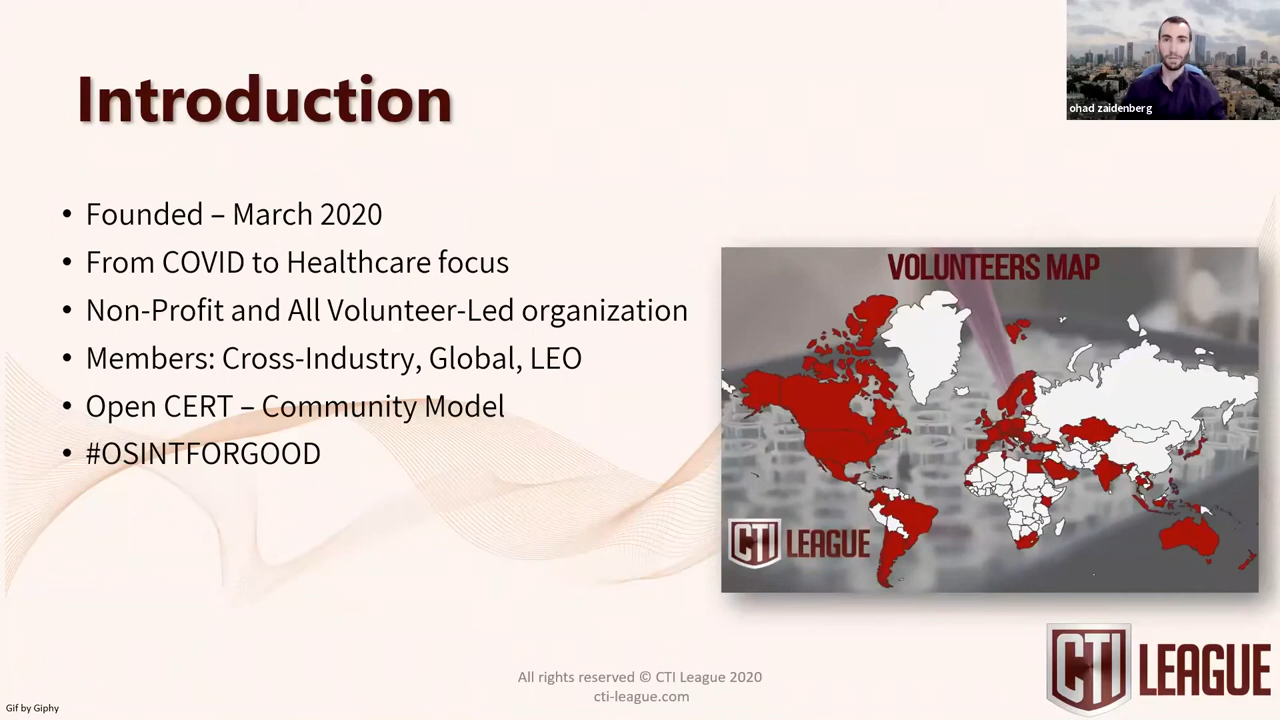 Introduction
ohad zaidenberg
• Founded – March 2020
• From COVID to Healthcare focus
• Non-Profit and All Volunteer-Led organization
• Members: Cross-Industry, Global, LEO
• Open CERT – Community Model
• #OSINTFORGOOD
VOLUNTEERS MAP
CTI LEAGUE
All rights reserved © CTI League 2020
cti-league.com
CTI LEAGUE
Gif by Giphy